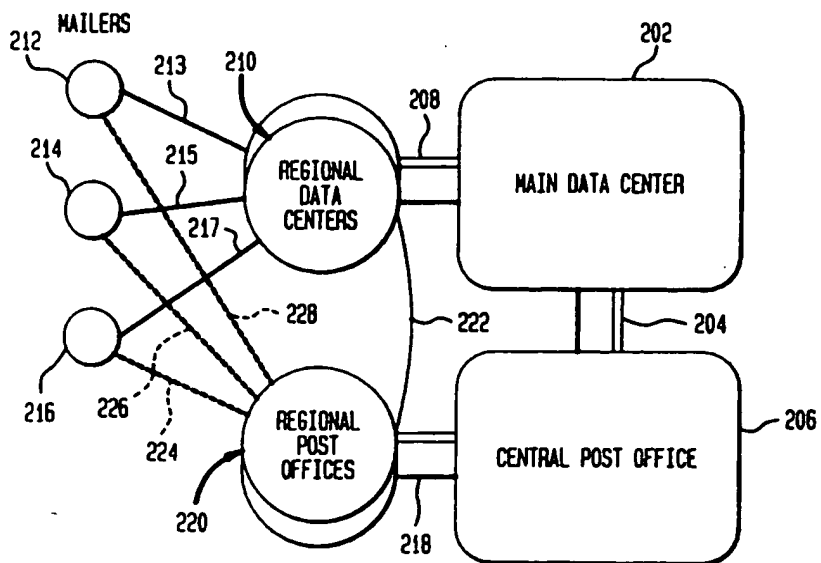 MAILERS
212
213
210
202
208
214
215
REGIONAL
DATA
CENTERS
MAIN DATA CENTER
217
228
222
204
216
226
224
REGIONAL
POST
OFFICES
CENTRAL POST OFFICE
206
220
218